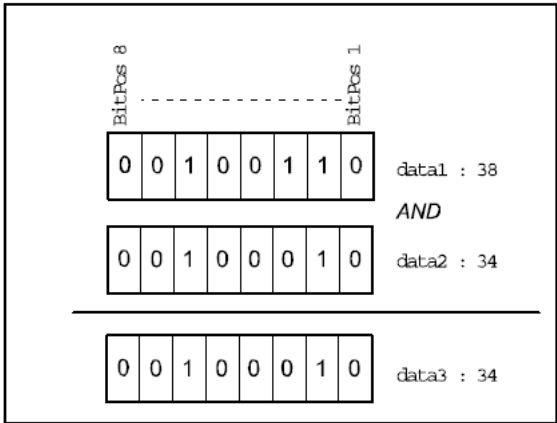 BitPos 8
BitPos 1
0 0 1 0 0 1 1 0 data1 : 38
AND
0 0 1 0 0 0 1 0 data2 : 34
0 0 1 0 0 0 1 0 data3 : 34